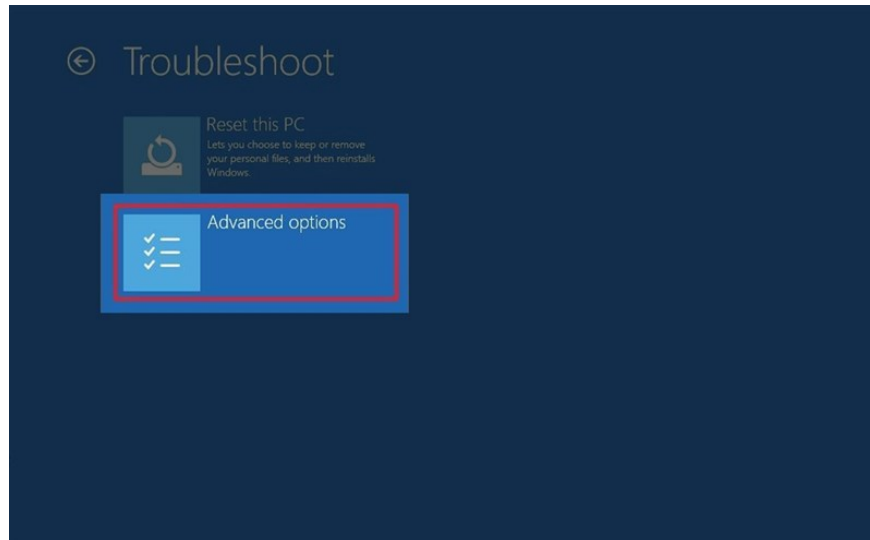 Troubleshoot
Reset this PC
Lets you choose to keep or remove
your personal files, and then reinstalls
Windows.
Advanced options